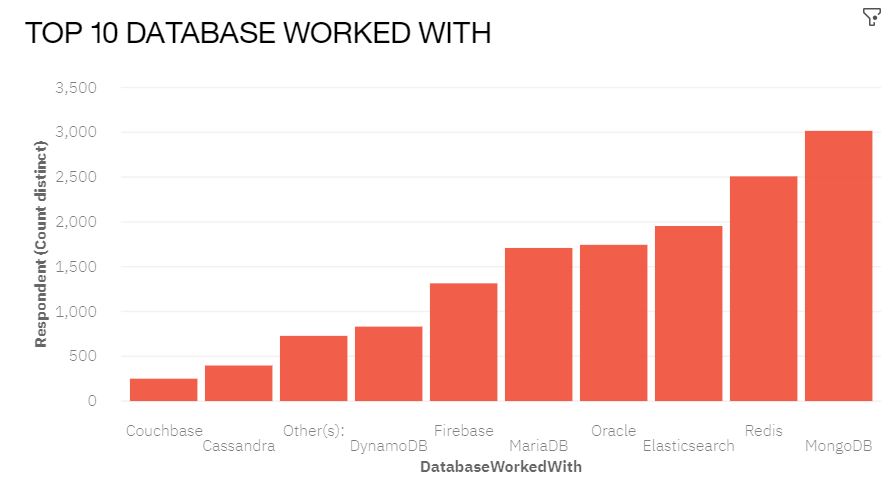 TOP 10 DATABASE WORKED WITH
3,500
3,000
2,500
2,000
1,500
1,000
500
0
Respondent (Count distinct)
Couchbase
Cassandra
Other(s):
DynamoDB
Firebase
MariaDB
Oracle
Elasticsearch
Redis
MongoDB
DatabaseWorkedWith